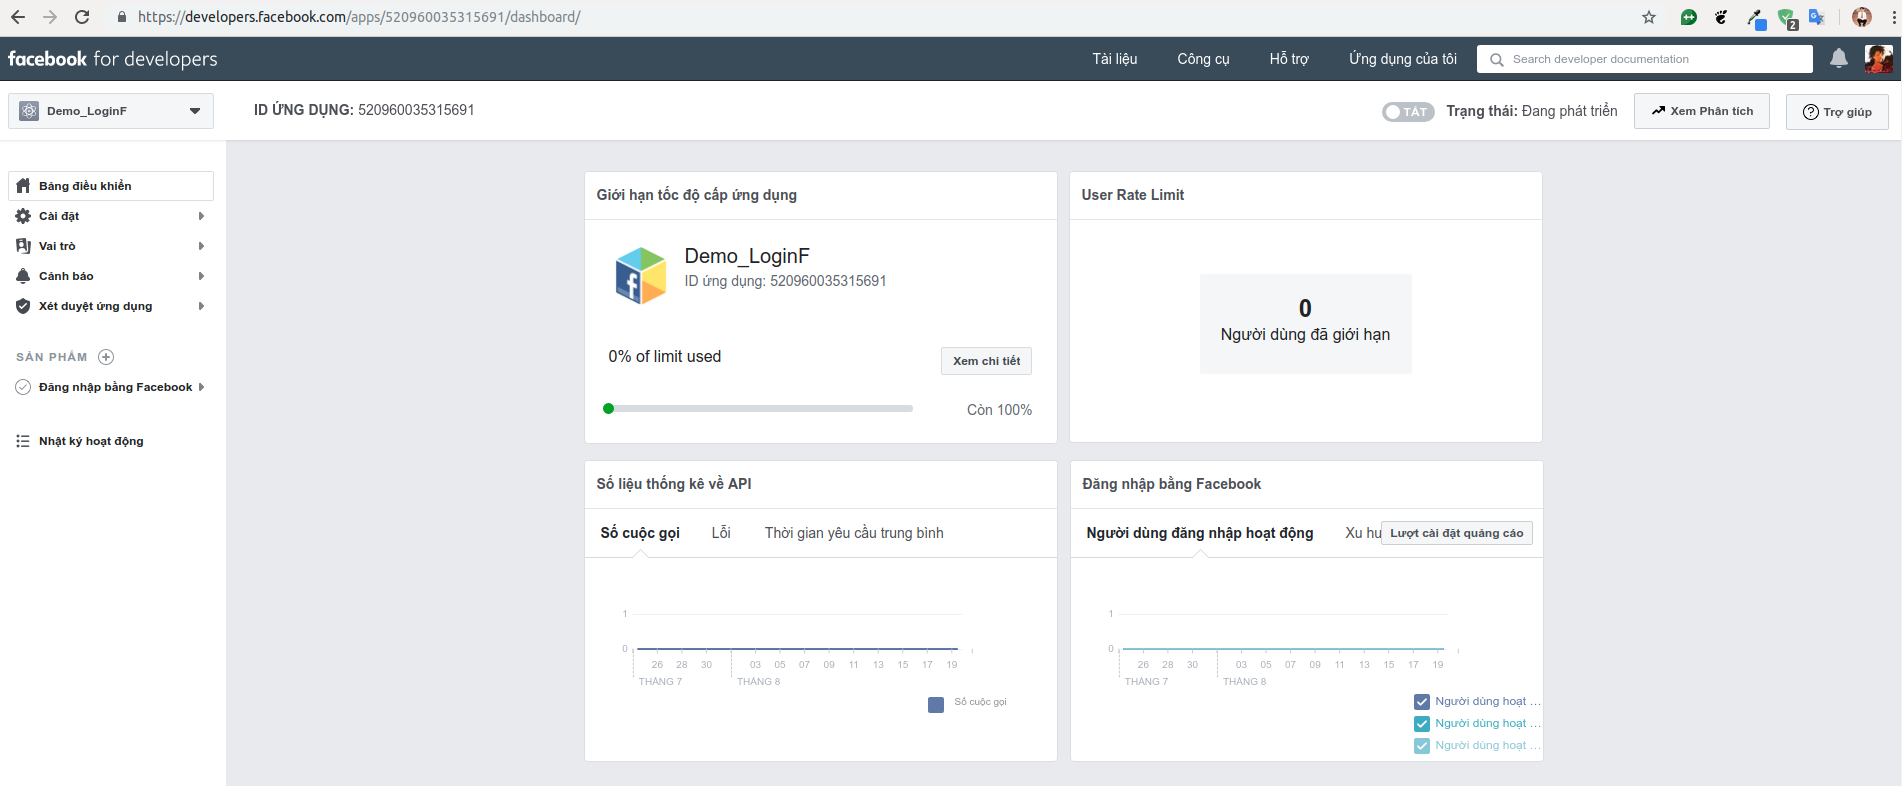 https://developers.facebook.com/apps/520960035315691/dashboard/
2
facebook for developers
Tài liệu
Công cụ
Hỗ trợ
Ứng dụng của tôi
Search developer documentation
Demo_LoginF
ID ỨNG DỤNG: 520960035315691
TẮT
Trạng thái: Đang phát triển
Xem Phân tích
Trợ giúp
Bảng điều khiển
Cài đặt
Vai trò
Cảnh báo
Xét duyệt ứng dụng
SẢN PHẨM
Đăng nhập bằng Facebook
Nhật ký hoạt động
Giới hạn tốc độ cấp ứng dụng
Demo_LoginF
ID ứng dụng: 520960035315691
0% of limit used
Xem chi tiết
Còn 100%
User Rate Limit
0
Người dùng đã giới hạn
Số liệu thống kê về API
Số cuộc gọi
Lỗi
Thời gian yêu cầu trung bình
1
0
26 28 30 03 05 07 09 11 13 15 17 19
THÁNG 7 THÁNG 8
Số cuộc gọi
Đăng nhập bằng Facebook
Người dùng đăng nhập hoạt động
Xu hu
Lượt cài đặt quảng cáo
1
0
26 28 30 03 05 07 09 11 13 15 17 19
THÁNG 7 THÁNG 8
Người dùng hoạt ...
Người dùng hoạt ...
Người dùng hoạt ...